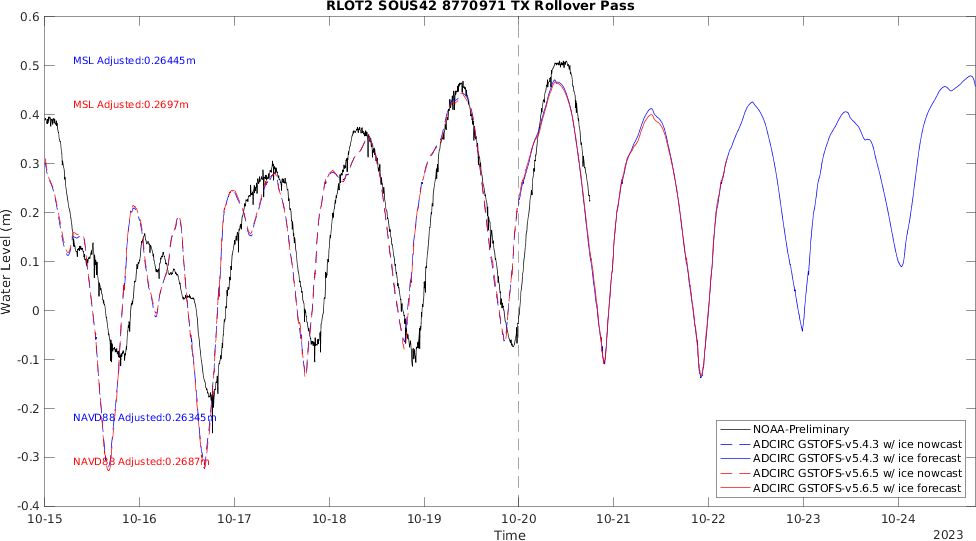 RLOT2 SOUS42 8770971 TX Rollover Pass
0.6
0.5
0.4
0.3
0.2
0.1
0
-0.1
-0.2
-0.3
-0.4
Water Level (m)
MSL Adjusted:0.26445m
MSL Adjusted:0.2697m
NAVD88 Adjusted:0.26345m
NAVD88 Adjusted:0.2687m
NOAA-Preliminary
ADCIRC GSTOFS-v5.4.3 w/ ice nowcast
ADCIRC GSTOFS-v5.4.3 w/ ice forecast
ADCIRC GSTOFS-v5.6.5 w/ ice nowcast
ADCIRC GSTOFS-v5.6.5 w/ ice forecast
10-15 10-16 10-17 10-18 10-19 10-20 10-21 10-22 10-23 10-24
Time
2023